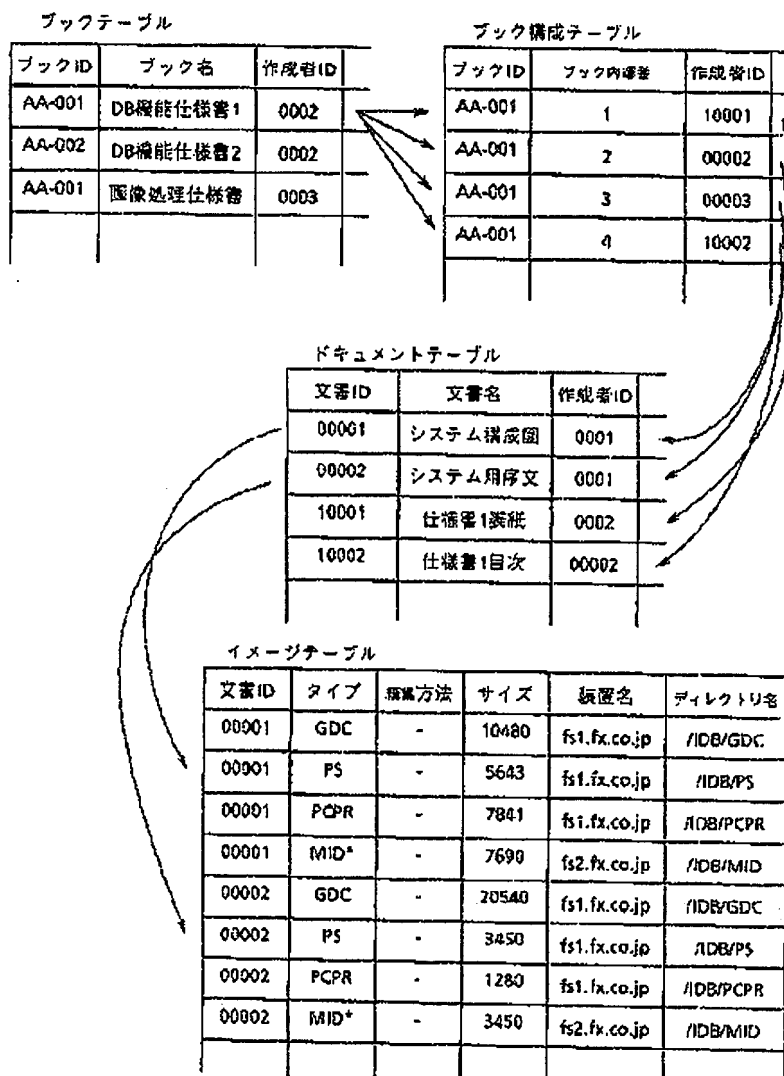 ブックテーブル
ブックID ブック名 作成者ID
AA-001 DB機能仕様書1 0002
AA-002 DB機能仕様書2 0002
AA-001 画像処理仕様書 0003
ブック構成テーブル
ブックID ブック内 作成者ID
AA-001 1 10001
AA-001 2 00002
AA-001 3 00003
AA-001 4 10002
ドキュメントテーブル
文書ID 文書名 作成者ID
00001 システム構成図 0001
00002 システム用序文 0001
10001 仕様書1表紙 0002
10002 仕様書1目次 00002
イメージテーブル
文書ID タイプ 方法 サイズ 装置名 ディレクトリ名
00001 GDC - 10480 fs1.fx.co.jp /IDB/GDC
00001 PS - 5643 fs1.fx.co.jp /IDB/PS
00001 PCPR - 7841 fs1.fx.co.jp /IDB/PCPR
00001 MID* - 7690 fs2.fx.co.jp /IDB/MID
00002 GDC - 20540 fs1.fx.co.jp /IDB/GDC
00002 PS - 3450 fs1.fx.co.jp /IDB/PS
00002 PCPR - 1280 fs1.fx.co.jp /IDB/PCPR
00002 MID* - 3450 fs2.fx.co.jp /IDB/MID